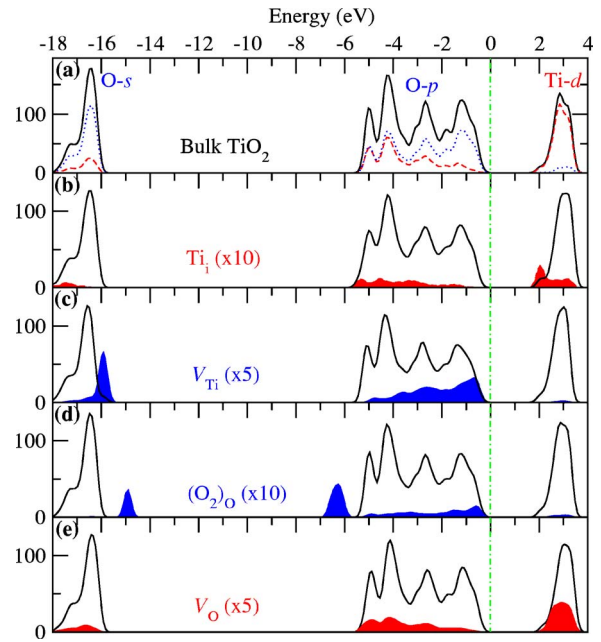 Energy (eV)
-18 -16 -14 -12 -10 -8 -6 -4 -2 0 2 4
(a) O-s O-p Ti-d
100
Bulk TiO2
0
(b)
100
Tii (x10)
0
(c)
100
VTi (x5)
0
(d)
100
(O2)O (x10)
0
(e)
100
VO (x5)
0